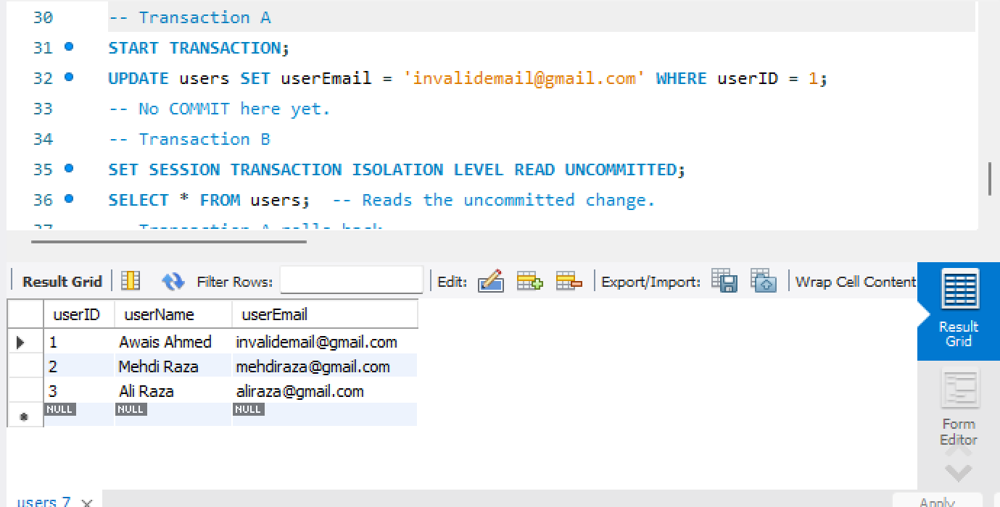 30 -- Transaction A
31 START TRANSACTION;
32 UPDATE users SET userEmail = 'invalidemail@gmail.com' WHERE userID = 1;
33 -- No COMMIT here yet.
34 -- Transaction B
35 SET SESSION TRANSACTION ISOLATION LEVEL READ UNCOMMITTED;
36 SELECT * FROM users; -- Reads the uncommitted change.
37 -- Transaction A rolls back
Result Grid Filter Rows: Edit: Export/Import: Wrap Cell Content
userID userName userEmail
1 Awais Ahmed invalidemail@gmail.com
2 Mehdi Raza mehdiraza@gmail.com
3 Ali Raza aliraza@gmail.com
NULL NULL NULL
Result
Grid
Form
Editor
users 7 ×
Apply